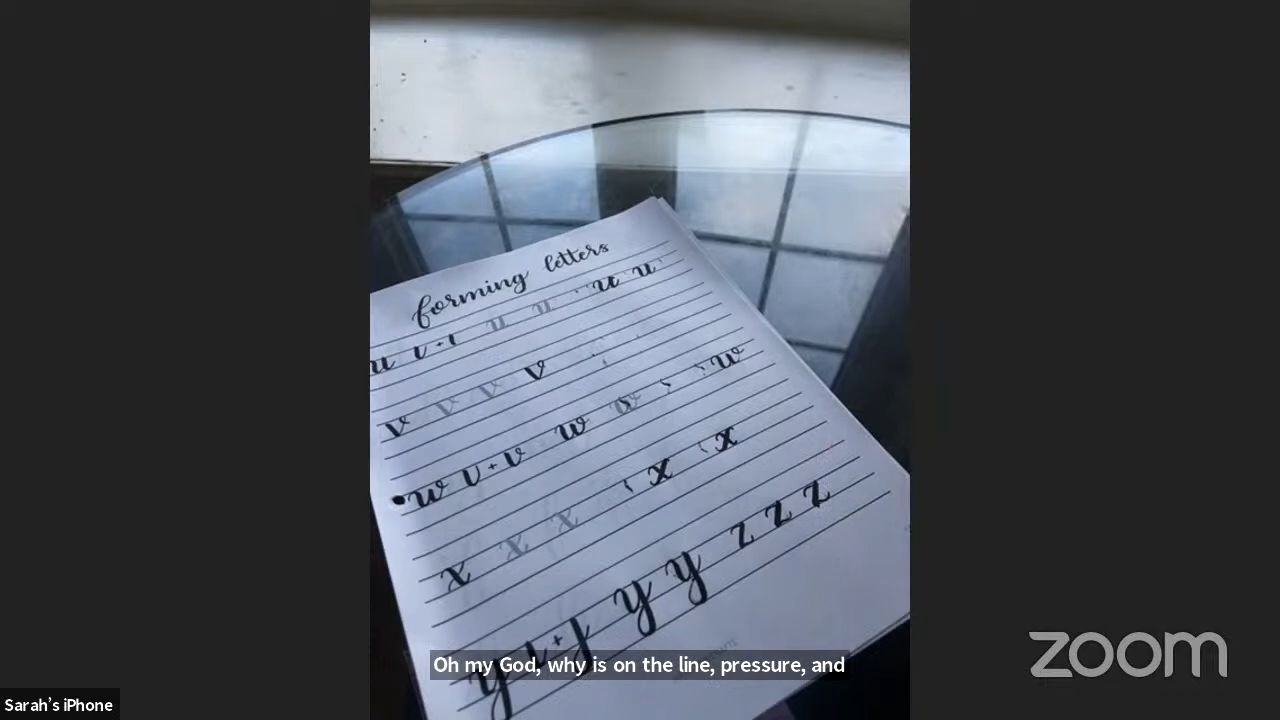 forming letters
u i + i u u u u
v v v v
w u + v w w w
x x x x x
y i + j y y z z z
Oh my God, why is on the line, pressure, and
zoom
Sarah's iPhone